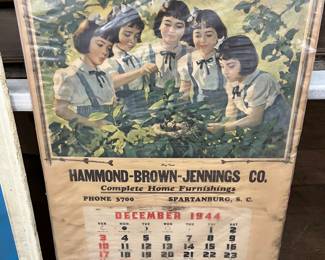 HAMMOND-BROWN-JENNINGS CO.
Complete Home Furnishings
PHONE 3700 SPARTANBURG, S. C.
DECEMBER 1944
1 2
3 4 5 6 7 8 9
10 11 12 13 14 15 16
17 18 19 20 21 22 23